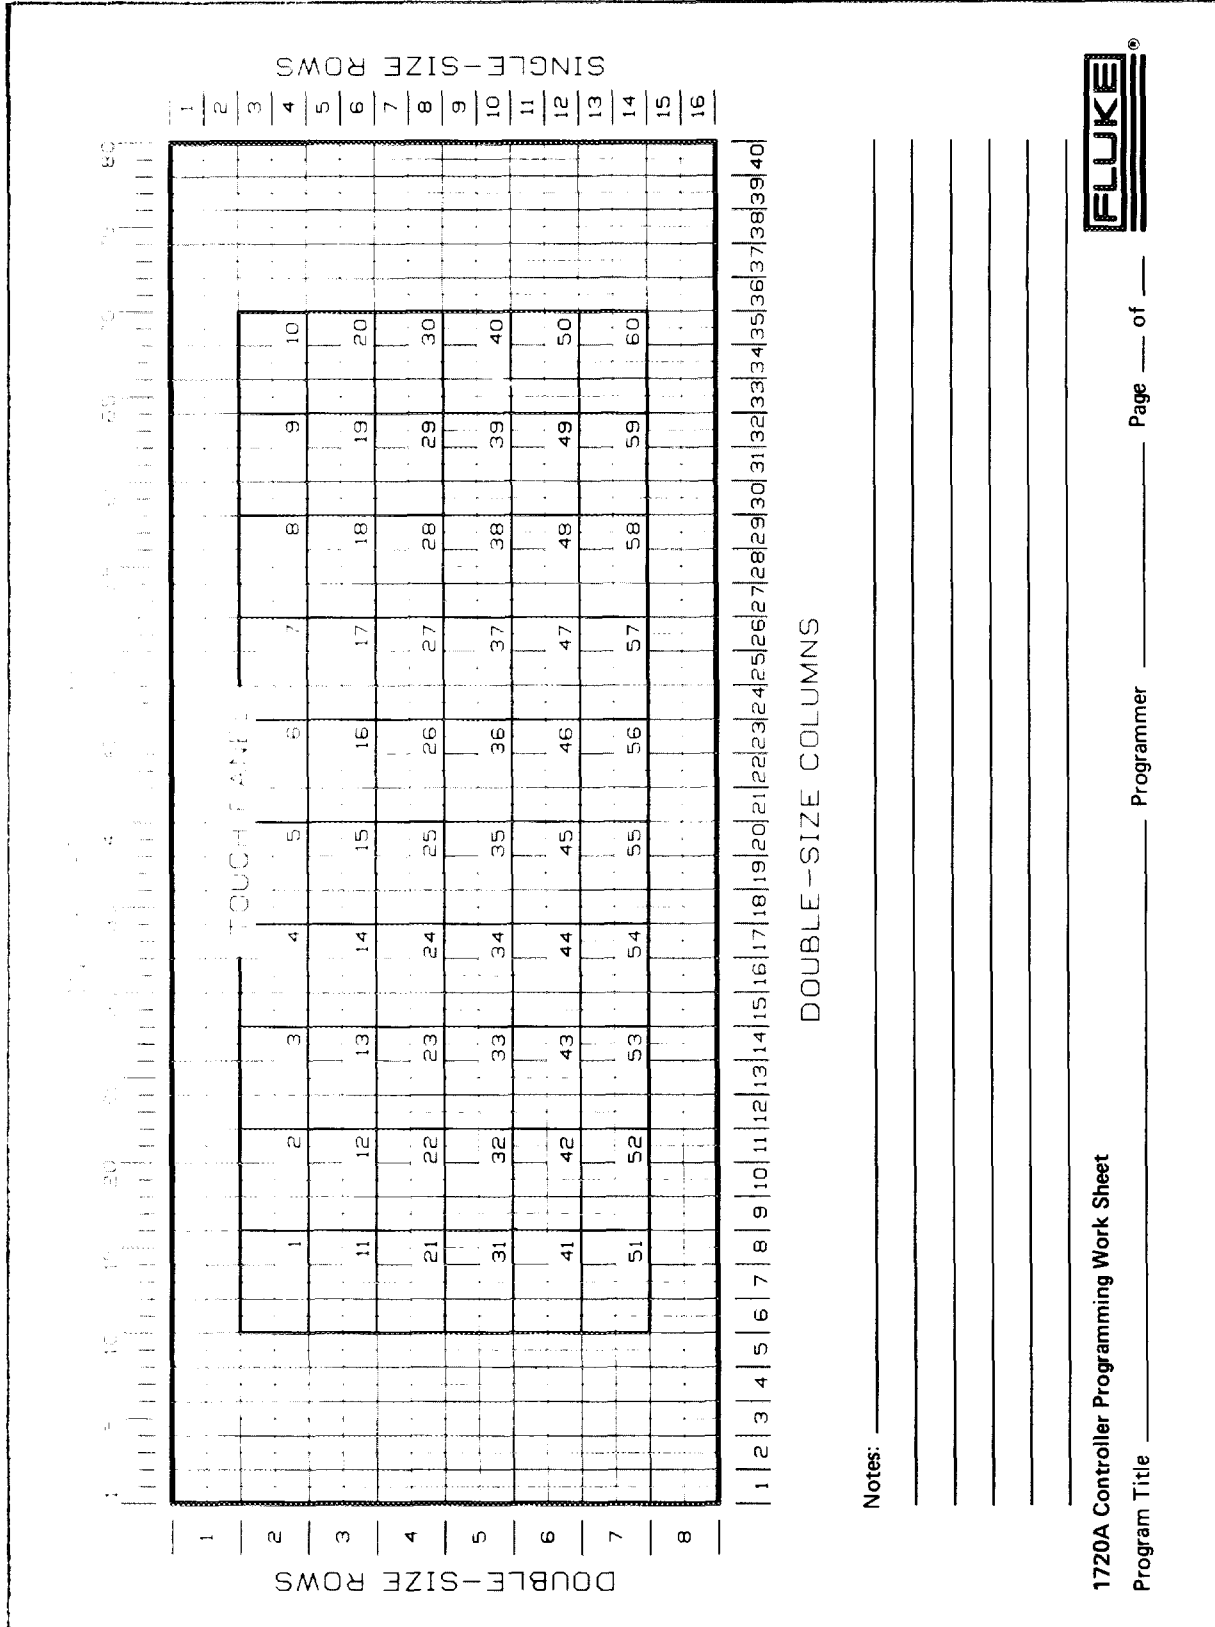 1 5 10 20 80
SINGLE-SIZE ROWS
1 2 3 4 5 6 7 8 9 10 11 12 13 14 15 16
DOUBLE-SIZE ROWS
1 2 3 4 5 6 7 8
TOUCH
1 2 3 4 5 6 7 8 9 10
11 12 13 14 15 16 17 18 19 20
21 22 23 24 25 26 27 28 29 30
31 32 33 34 35 36 37 38 39 40
41 42 43 44 45 46 47 48 49 50
51 52 53 54 55 56 57 58 59 60
1 2 3 4 5 6 7 8 9 10 11 12 13 14 15 16 17 18 19 20 21 22 23 24 25 26 27 28 29 30 31 32 33 34 35 36 37 38 39 40
DOUBLE-SIZE COLUMNS
Notes:
1720A Controller Programming Work Sheet
Program Title Programmer Page of
FLUKE ®